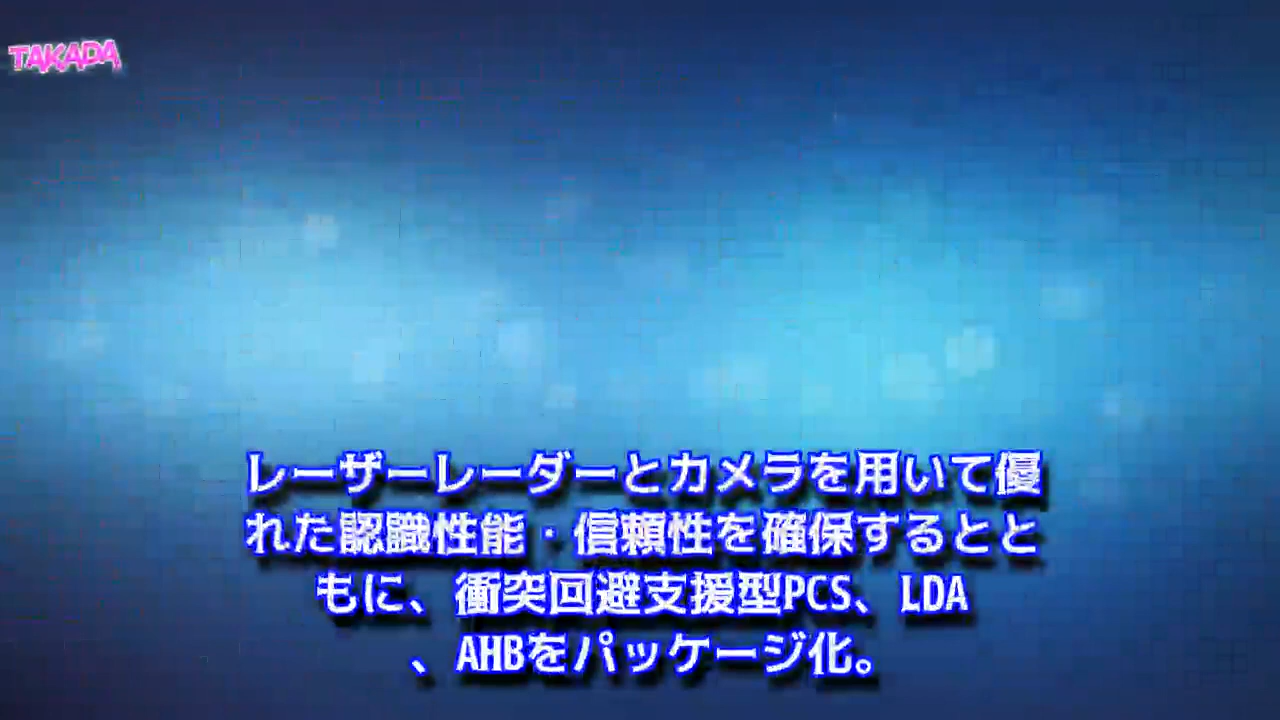 TAKADA
レーザーレーダーとカメラを用いて優
れた認識性能・信頼性を確保するとと
もに、衝突回避支援型PCS、LDA
、AHBをパッケージ化。